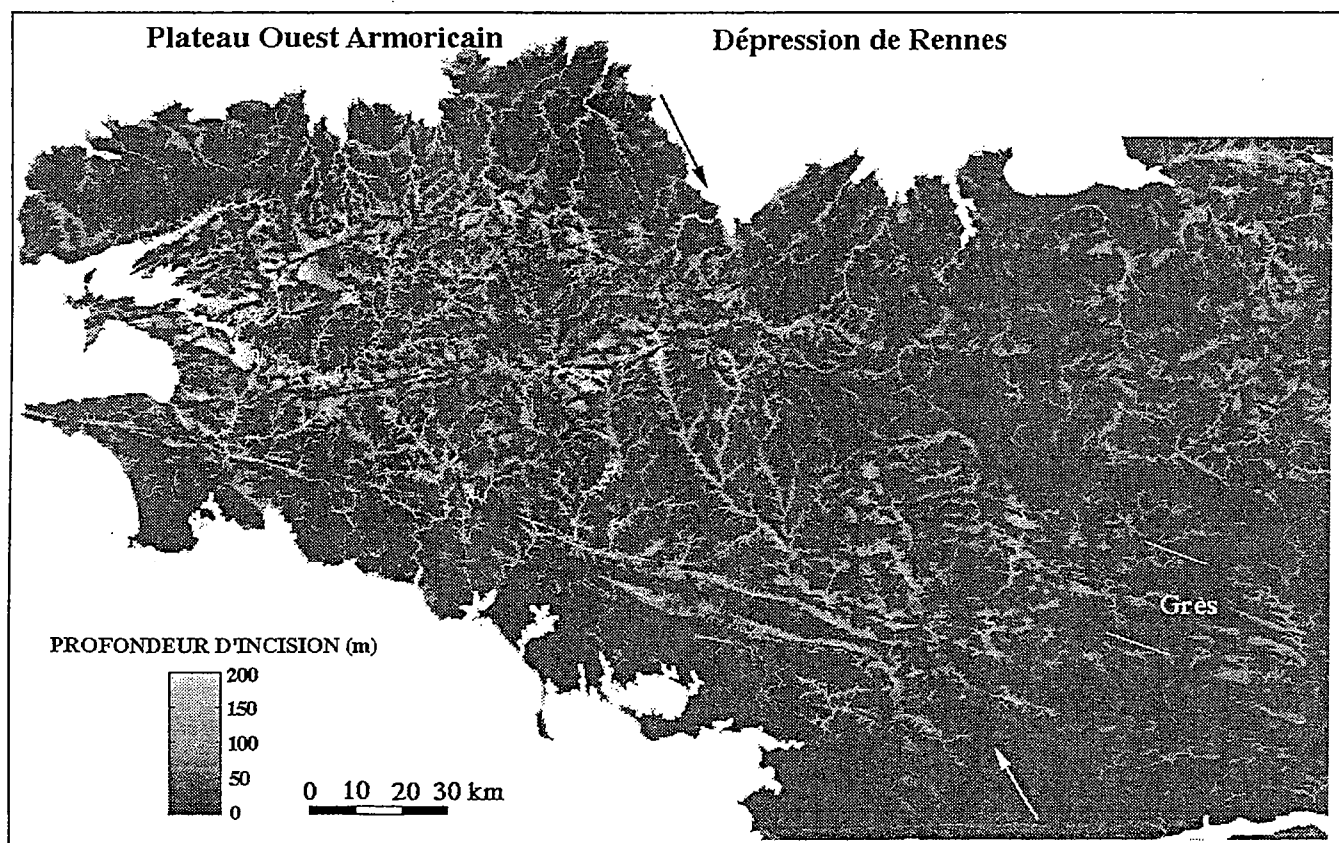 Plateau Ouest Armoricain
Dépression de Rennes
Grès
PROFONDEUR D'INCISION (m)
200
150
100
50
0
0 10 20 30 km